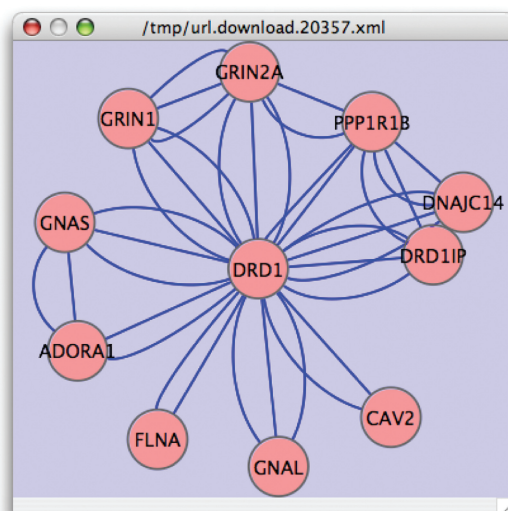 /tmp/url.download.20357.xml
GRIN2A
GRIN1
PPP1R1B
GNAS
DNAJC14
DRD1IP
DRD1
ADORA1
CAV2
FLNA
GNAL